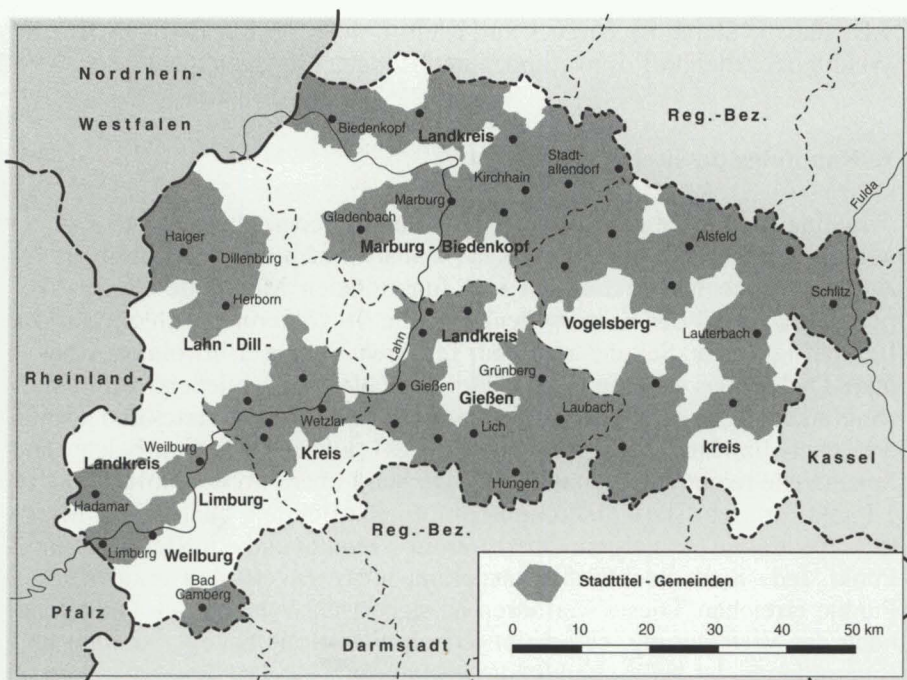 Nordrhein-
Westfalen
Reg.-Bez.
Biedenkopf
Landkreis
Stadt-
allendorf
Kirchhain
Marburg
Fulda
Gladenbach
Marburg - Biedenkopf
Alsfeld
Haiger
Dillenburg
Herborn
Schlitz
Lahn
Landkreis
Vogelsberg-
Lauterbach
Lahn - Dill -
Rheinland-
Grünberg
Gießen
Gießen
Laubach
Wetzlar
Lich
Weilburg
Kreis
kreis
Landkreis
Kassel
Hungen
Hadamar
Limburg-
Reg.-Bez.
Limburg
Weilburg
Bad
Camberg
Stadttitel - Gemeinden
Pfalz
0 10 20 30 40 50 km
Darmstadt